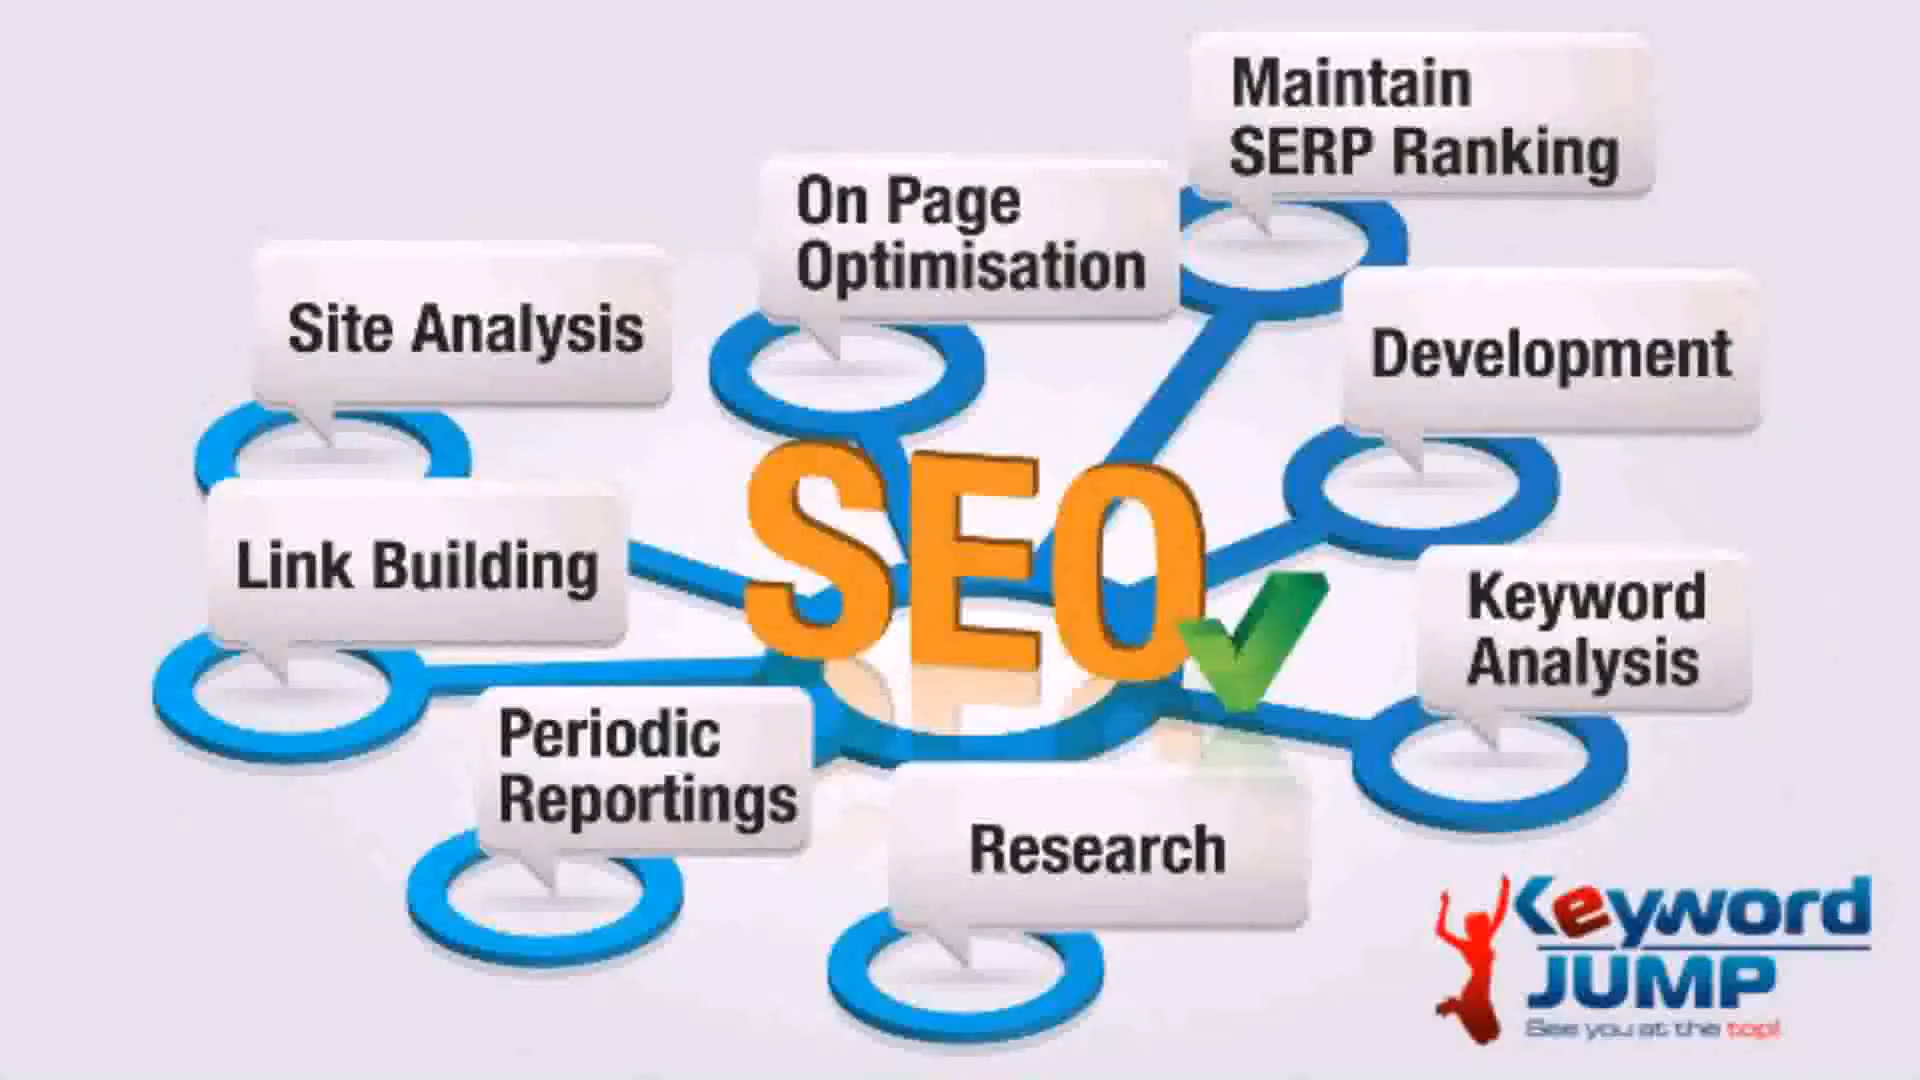 Maintain
SERP Ranking
On Page
Optimisation
Site Analysis
Development
Link Building
SEO
Keyword
Analysis
Periodic
Reportings
Research
Keyword
JUMP
See you at the top!